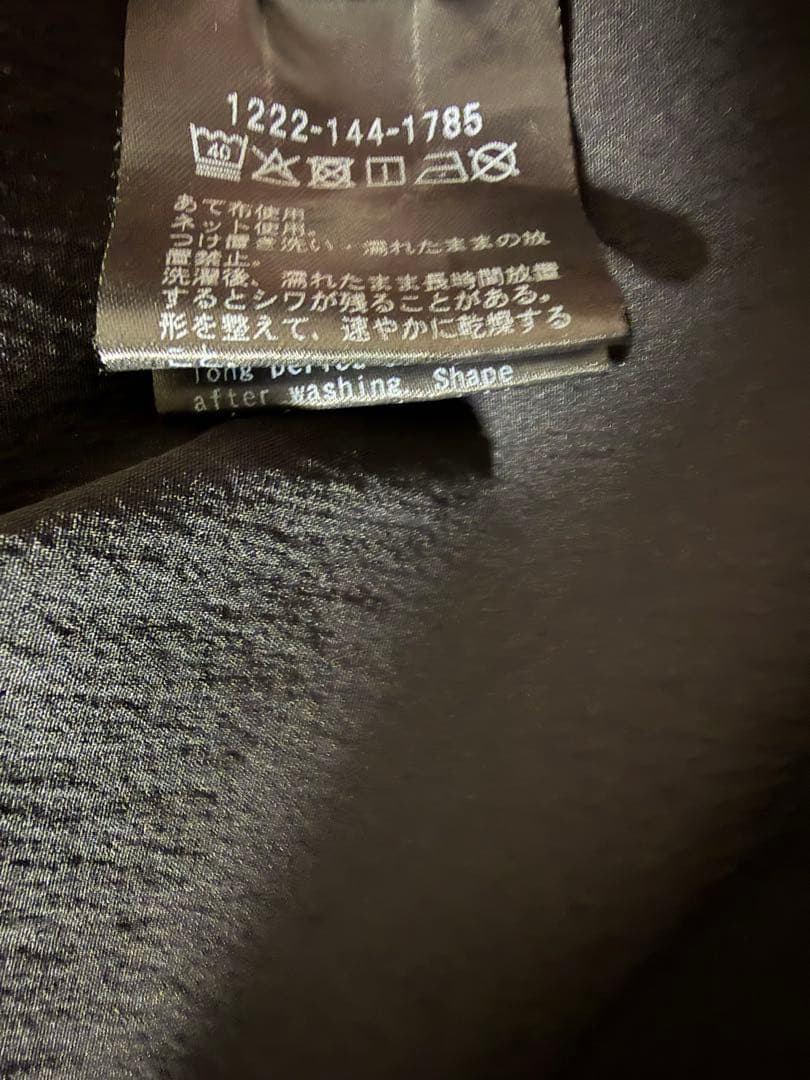 1222-144-1785
40
あて布使用
ネット使用。
つけ置き洗い・濡れたままの放
置禁止。
洗濯後、濡れたまま長時間放置
するとシワが残ることがある。
形を整えて、速やかに乾燥する
long
after washing. Shape